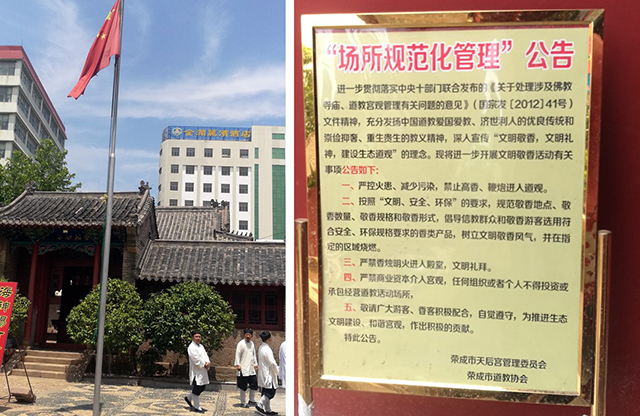 “场所规范化管理”公告
进一步贯彻落实中央十部门联合发布的《关于处理涉及佛教
寺庙、道教宫观管理有关问题的意见》（国宗发〔2012〕41号）
文件精神，充分发扬中国道教爱国爱教、济世利人的优良传统和
崇俭抑奢、重生贵生的教义精神，深入宣传“文明敬香，文明礼
神，建设生态道观”的理念。现将进一步开展文明敬香活动有关
事项公告如下：
一、严控火患、减少污染，禁止高香、鞭炮进入道观。
二、按照“文明、安全、环保”的要求，规范敬香地点、敬
香数量、敬香规格和敬香形式，倡导信教群众和敬香游客选用符
合安全、环保规格要求的香类产品，树立文明敬香风气，并在指
定的区域烧燃。
三、严禁香烛明火进入殿堂，文明礼拜。
四、严禁商业资本介入宫观，任何组织或者个人不得投资或
承包经营道教活动场所，
五、敬请广大游客、香客积极配合，自觉遵守，为推进生态
文明建设、和谐宫观，作出积极的贡献。
特此公告。
荣成市天后宫管理委员会
荣成市道教协会